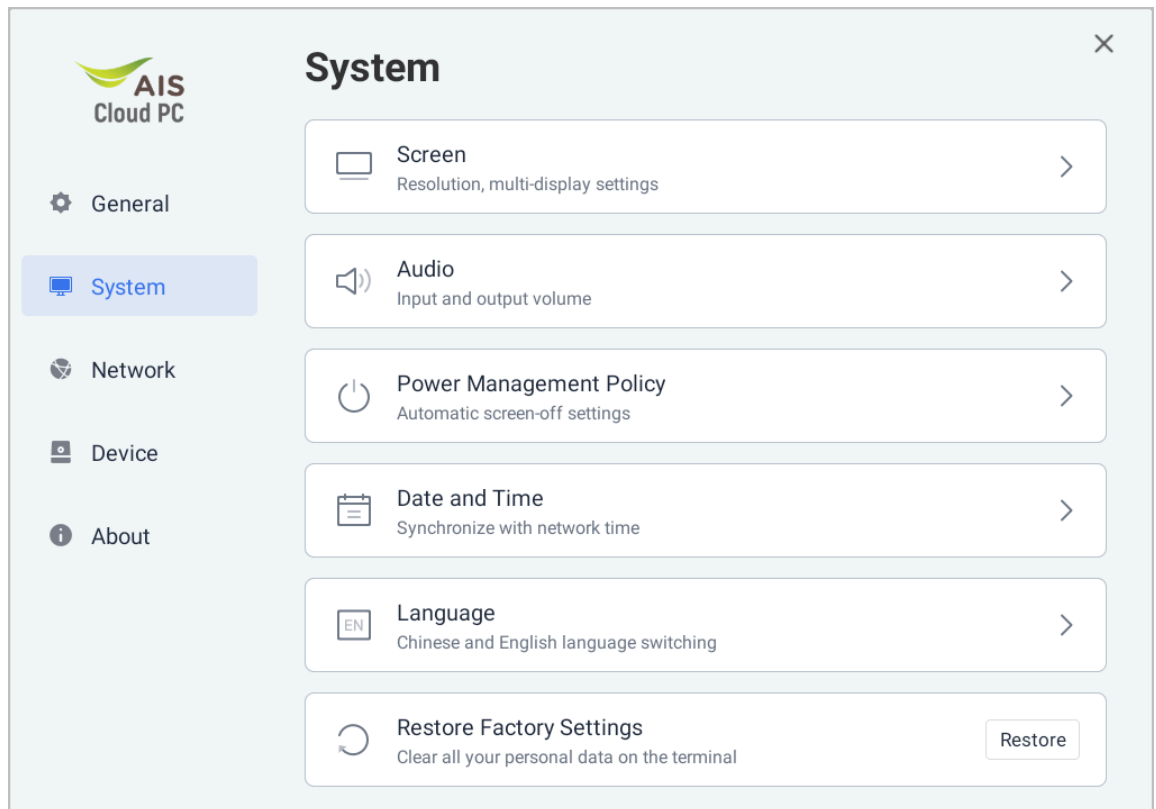 AIS
Cloud PC
General
System
Network
Device
About
System
Screen
Resolution, multi-display settings
Audio
Input and output volume
Power Management Policy
Automatic screen-off settings
Date and Time
Synchronize with network time
EN
Language
Chinese and English language switching
Restore Factory Settings
Clear all your personal data on the terminal
Restore